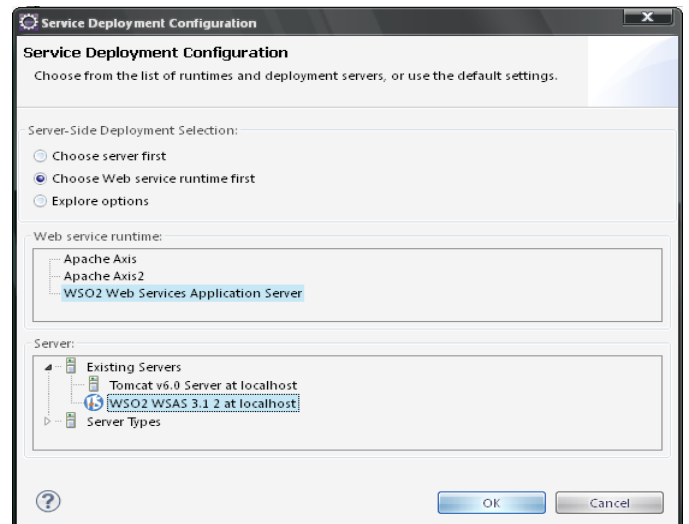 Service Deployment Configuration
Service Deployment Configuration
Choose from the list of runtimes and deployment servers, or use the default settings.
Server-Side Deployment Selection:
Choose server first
Choose Web service runtime first
Explore options
Web service runtime:
Apache Axis
Apache Axis2
WSO2 Web Services Application Server
Server:
Existing Servers
Tomcat v6.0 Server at localhost
WSO2 WSAS 3.1 2 at localhost
Server Types
OK
Cancel